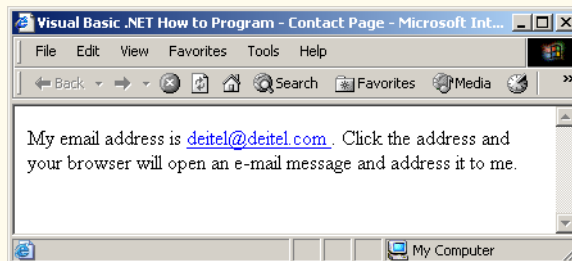 Visual Basic .NET How to Program - Contact Page - Microsoft Int...
File Edit View Favorites Tools Help
Back Search Favorites Media »
My email address is deitel@deitel.com . Click the address and
your browser will open an e-mail message and address it to me.
My Computer